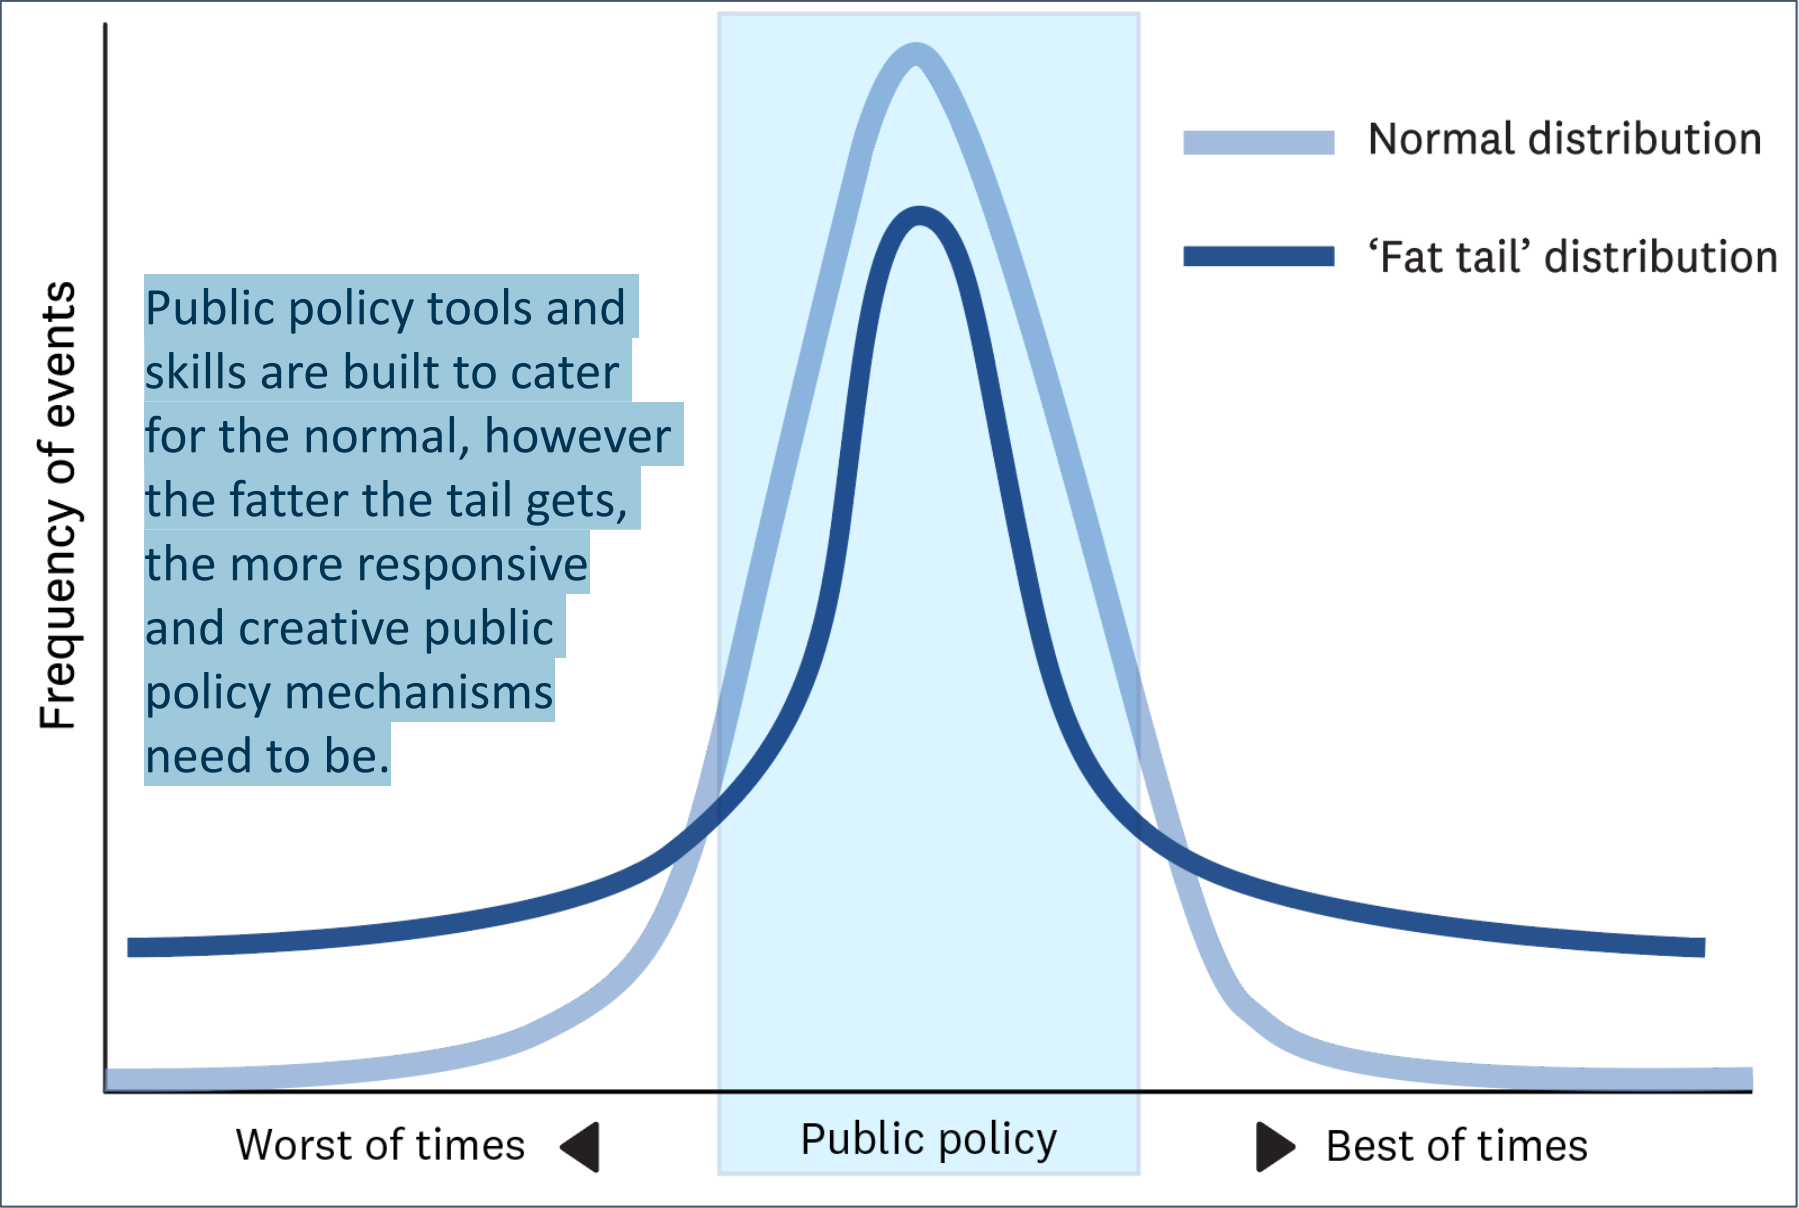 Normal distribution
‘Fat tail’ distribution
Public policy tools and
skills are built to cater
for the normal, however
the fatter the tail gets,
the more responsive
and creative public
policy mechanisms
need to be.
Frequency of events
Worst of times
Public policy
Best of times